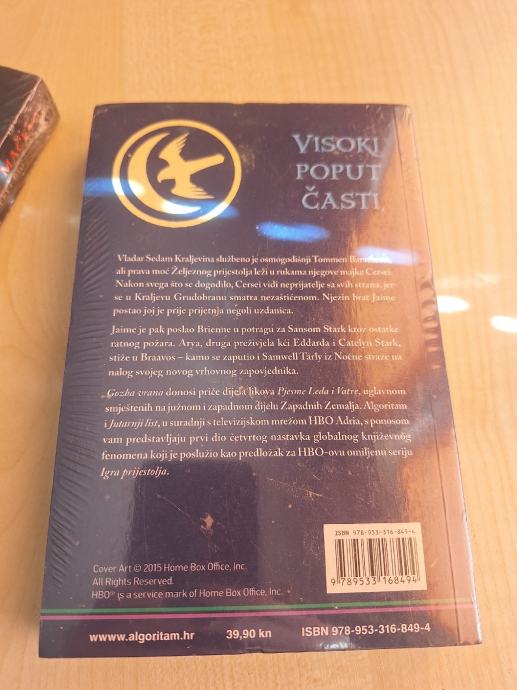 VISOKI
POPUT
ČASTI
Vladar Sedam Kraljevina službeno je osmogodišnji Tommen Baratheon,
ali prava moć Željeznog prijestolja leži u rukama njegove majke Cersei.
Nakon svega što se dogodilo, Cersei vidi neprijatelje sa svih strana, jer
se u Kraljevu Grudobranu smatra nezaštićenom. Njezin brat Jaime
postao joj je prije prijetnja negoli uzdanica.
Jaime je pak poslao Brienne u potragu za Sansom Stark kroz ostatke
ratnog požara. Arya, druga preživjela kći Eddarda i Catelyn Stark,
stiže u Braavos – kamo se zaputio i Samwell Tarly iz Noćne straže na
nalog svojeg novog vrhovnog zapovjednika.
Gozba vrana donosi priče dijela likova Pjesme Leda i Vatre, uglavnom
smještenih na južnom i zapadnom dijelu Zapadnih Zemalja. Algoritam
i Jutarnji list, u suradnji s televizijskom mrežom HBO Adria, s ponosom
vam predstavljaju prvi dio četvrtog nastavka globalnog književnog
fenomena koji je poslužio kao predložak za HBO-ovu omiljenu seriju
Igra prijestolja.
ISBN 978-953-316-849-4
9 789533 168494
Cover Art © 2015 Home Box Office, Inc.
All Rights Reserved.
HBO® is a service mark of Home Box Office, Inc.
www.algoritam.hr 39,90 kn ISBN 978-953-316-849-4